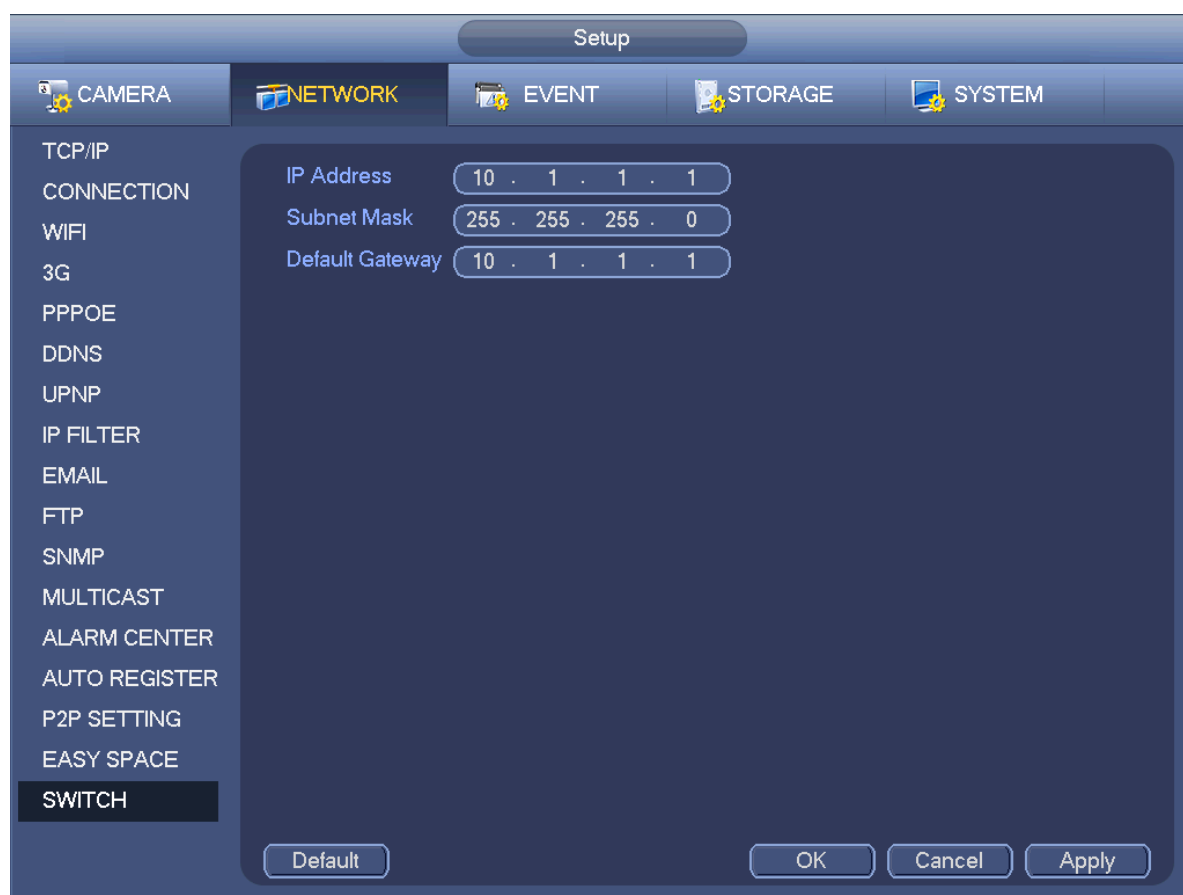 Setup
CAMERA NETWORK EVENT STORAGE SYSTEM
TCP/IP
CONNECTION
WIFI
3G
PPPOE
DDNS
UPNP
IP FILTER
EMAIL
FTP
SNMP
MULTICAST
ALARM CENTER
AUTO REGISTER
P2P SETTING
EASY SPACE
SWITCH
IP Address 10 . 1 . 1 . 1
Subnet Mask 255 . 255 . 255 . 0
Default Gateway 10 . 1 . 1 . 1
Default OK Cancel Apply